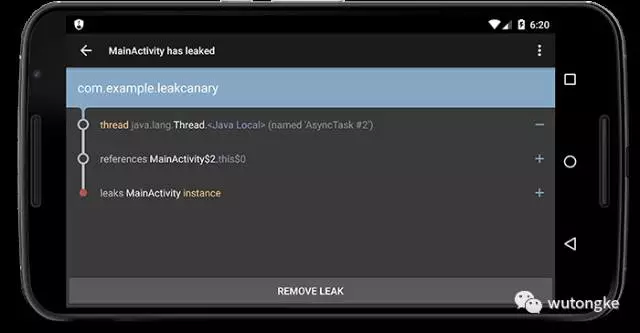 6:20
MainActivity has leaked
com.example.leakcanary
thread java.lang.Thread.<Java Local> (named 'AsyncTask #2')
references MainActivity$2.this$0
leaks MainActivity instance
REMOVE LEAK
wutongke